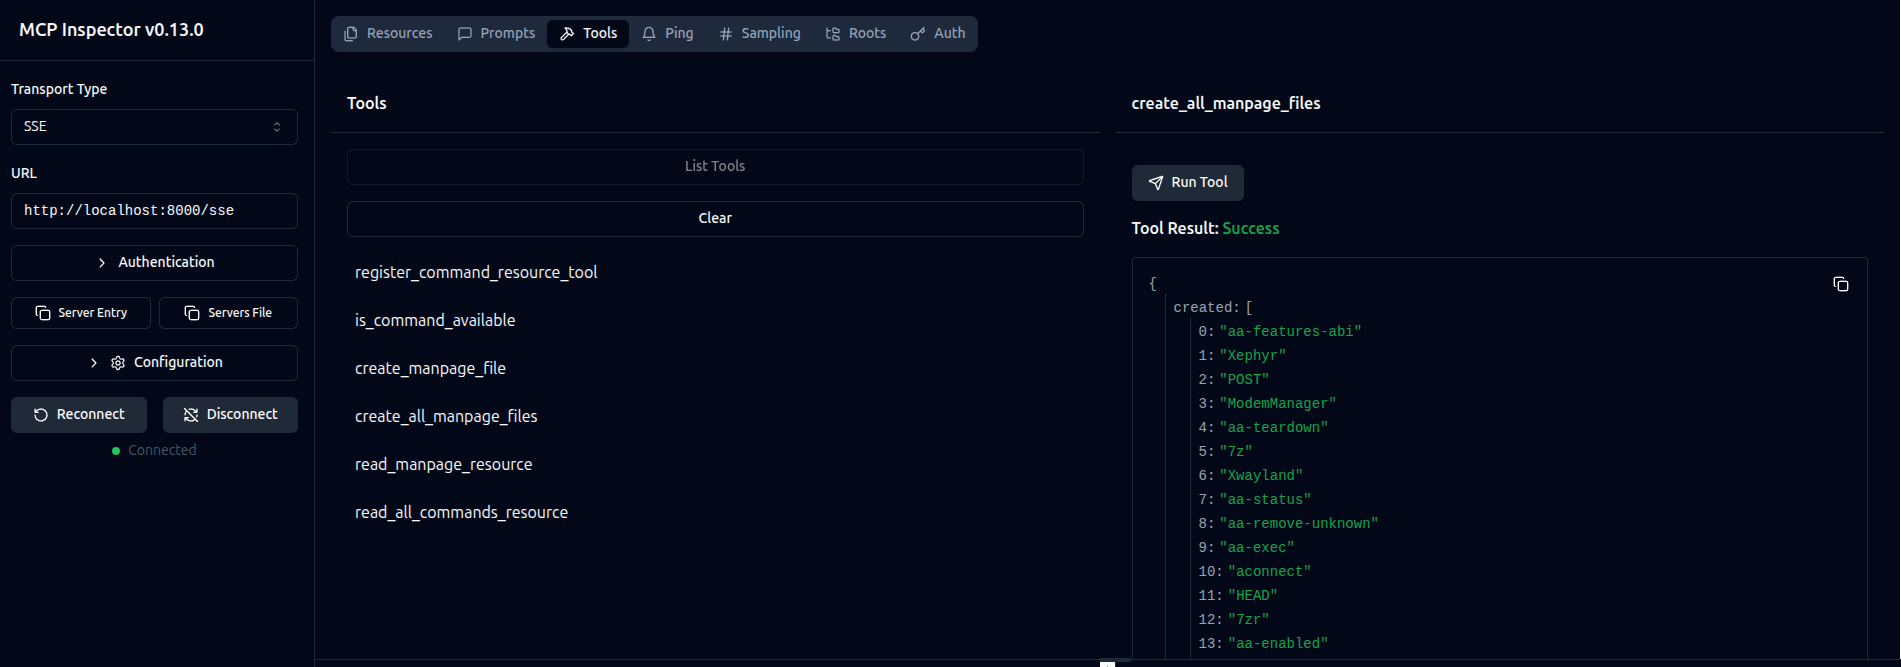 MCP Inspector v0.13.0
Transport Type
SSE
URL
http://localhost:8000/sse
Authentication
Server Entry
Servers File
Configuration
Reconnect
Disconnect
Connected
Resources
Prompts
Tools
Ping
Sampling
Roots
Auth
Tools
List Tools
Clear
register_command_resource_tool
is_command_available
create_manpage_file
create_all_manpage_files
read_manpage_resource
read_all_commands_resource
create_all_manpage_files
Run Tool
Tool Result: Success
{
created: [
0: "aa-features-abi"
1: "Xephyr"
2: "POST"
3: "ModemManager"
4: "aa-teardown"
5: "7z"
6: "Xwayland"
7: "aa-status"
8: "aa-remove-unknown"
9: "aa-exec"
10: "aconnect"
11: "HEAD"
12: "7zr"
13: "aa-enabled"